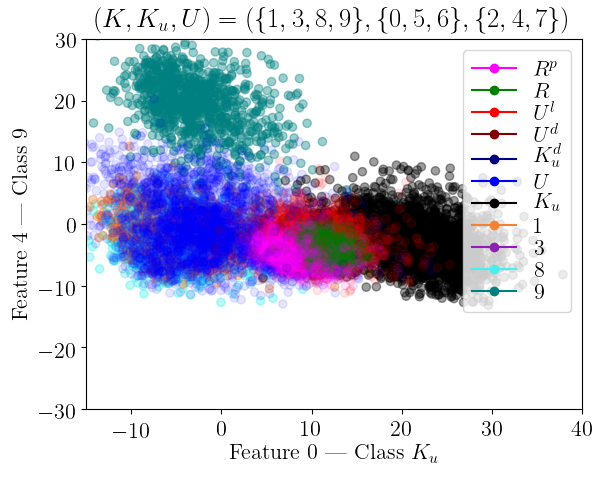 (K, K_u, U) = ({1, 3, 8, 9}, {0, 5, 6}, {2, 4, 7})
Feature 4 — Class 9
30
20
10
0
−10
−20
−30
−10
0
10
20
30
40
Feature 0 — Class K_u
R^p
R
U^l
U^d
K_u^d
U
K_u
1
3
8
9